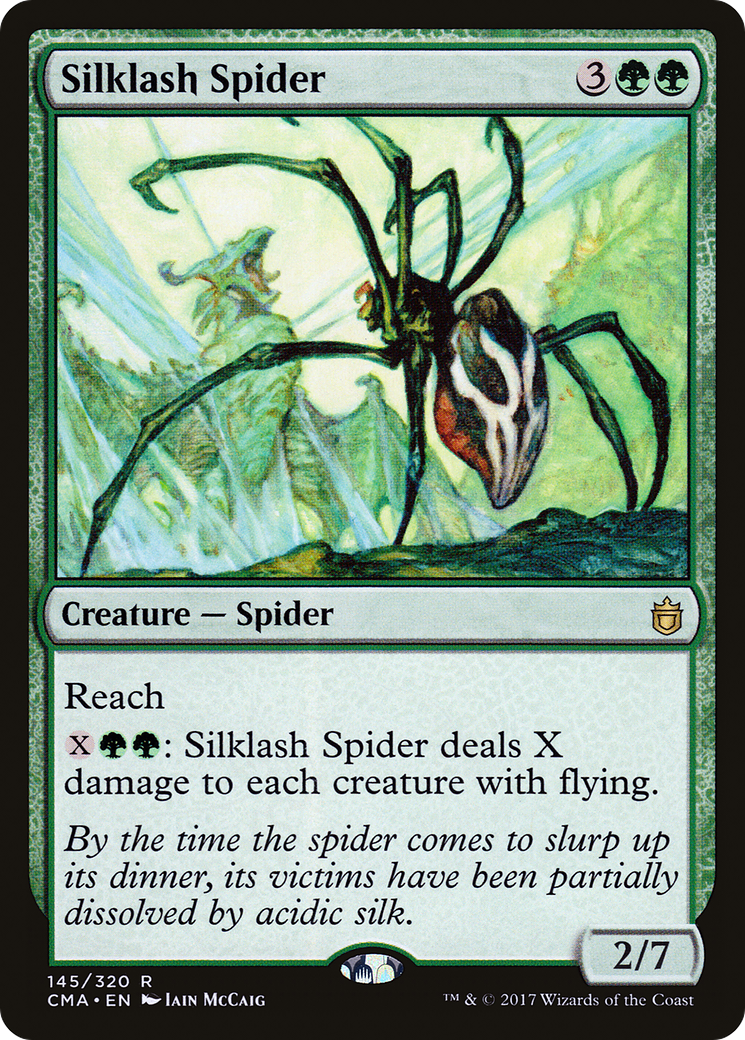 Silklash Spider 3
Creature — Spider
Reach
X: Silklash Spider deals X
damage to each creature with flying.
By the time the spider comes to slurp up
its dinner, its victims have been partially
dissolved by acidic silk.
2/7
145/320 R
CMA • EN Iain McCaig
™ & © 2017 Wizards of the Coast